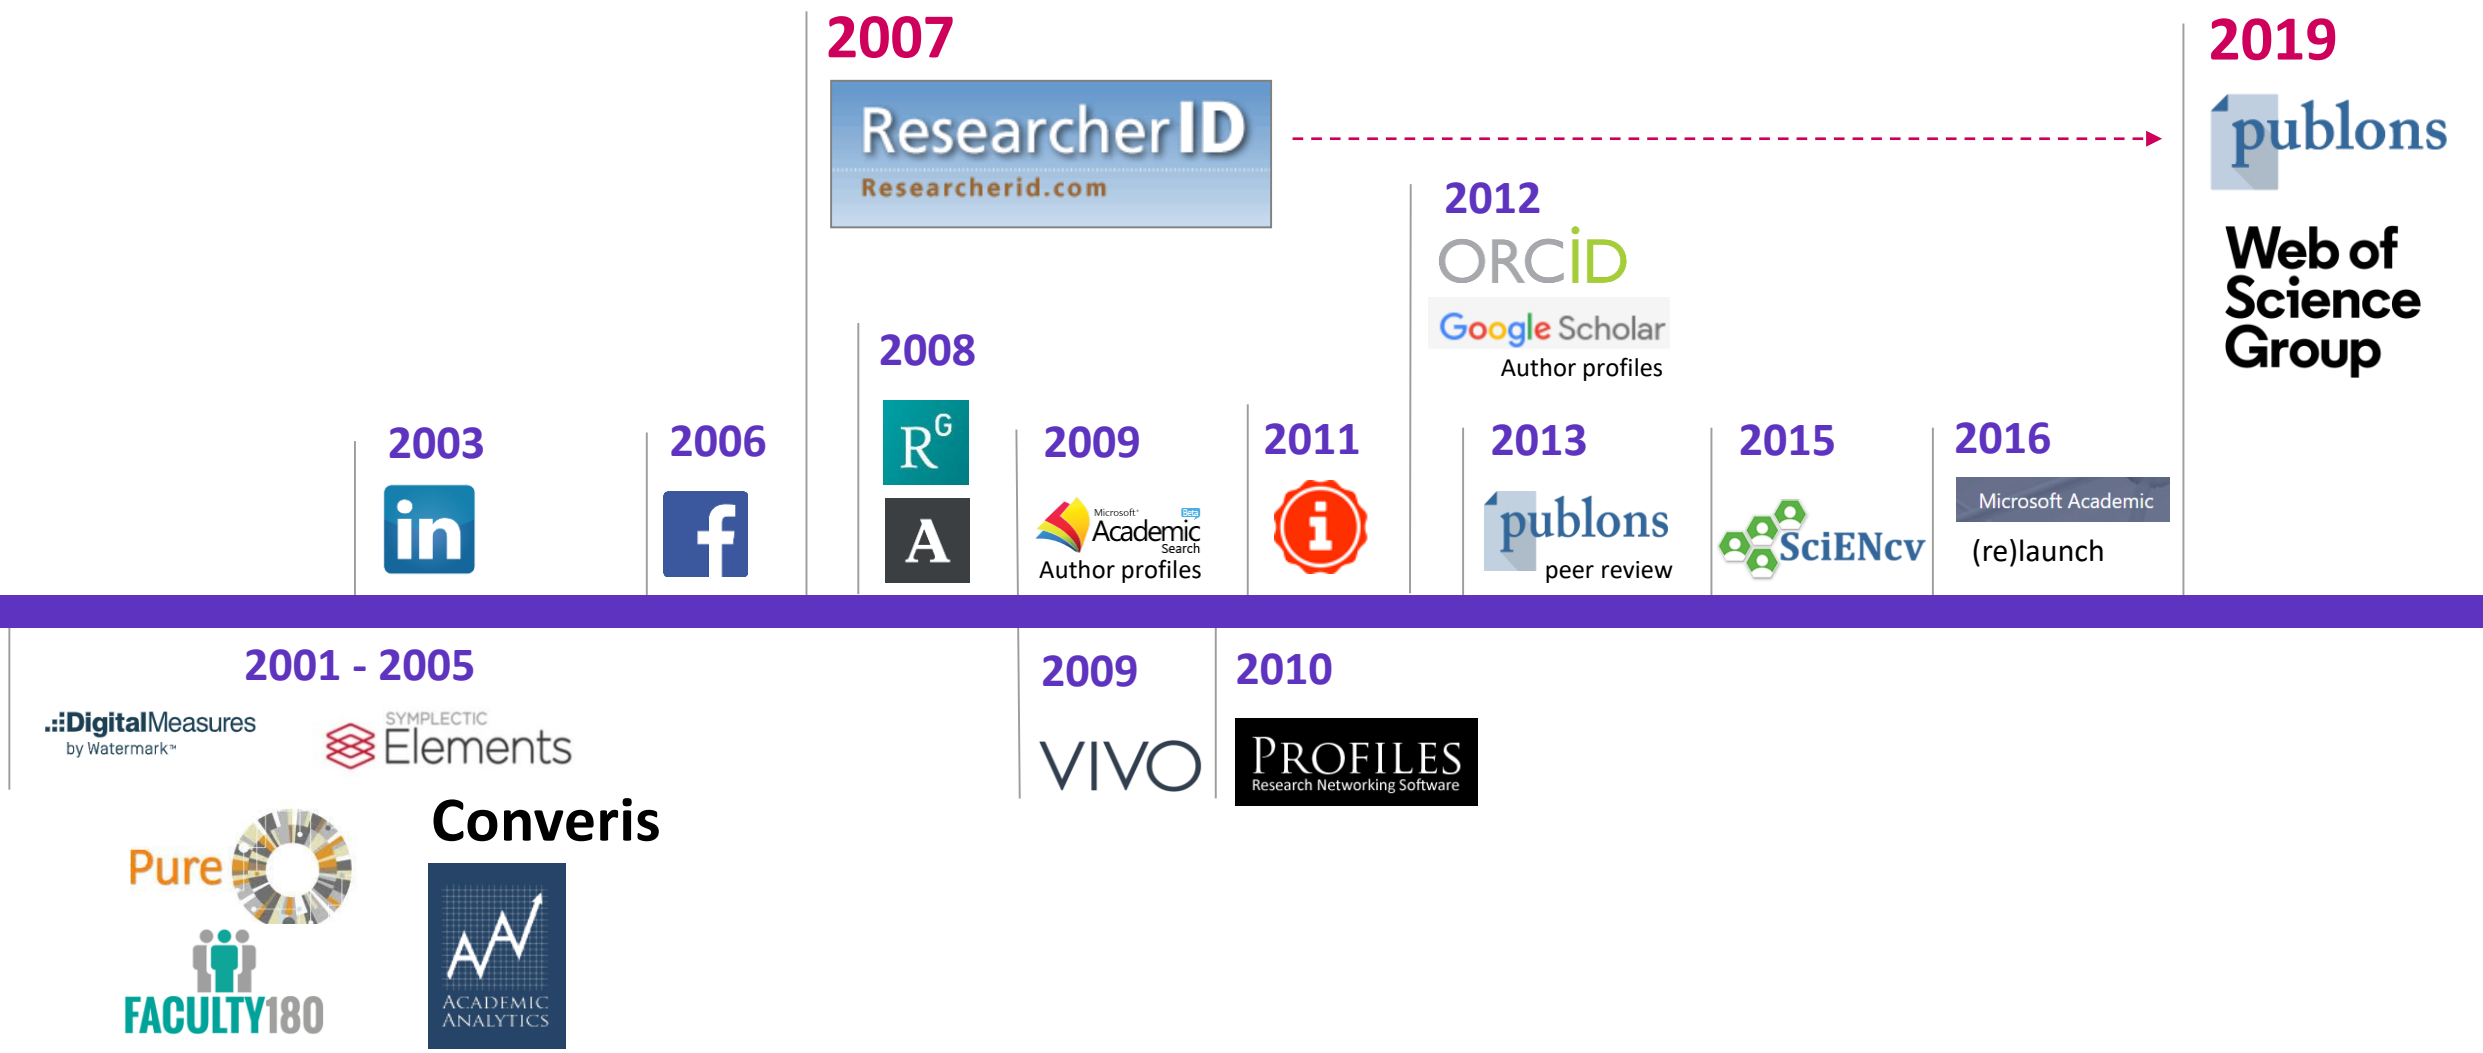 2007
ResearcherID
Researcherid.com
2019
publons
Web of
Science
Group
2012
ORCID
Google Scholar
Author profiles
2008
RG
A
2003
in
2006
f
2009
Microsoft
Academic
Beta
Search
Author profiles
2011
i
2013
publons
peer review
2015
SciENcv
2016
Microsoft Academic
(re)launch
2001 - 2005
DigitalMeasures
by Watermark™
SYMPLECTIC
Elements
Pure
Converis
FACULTY180
AA
ACADEMIC
ANALYTICS
2009
VIVO
2010
PROFILES
Research Networking Software